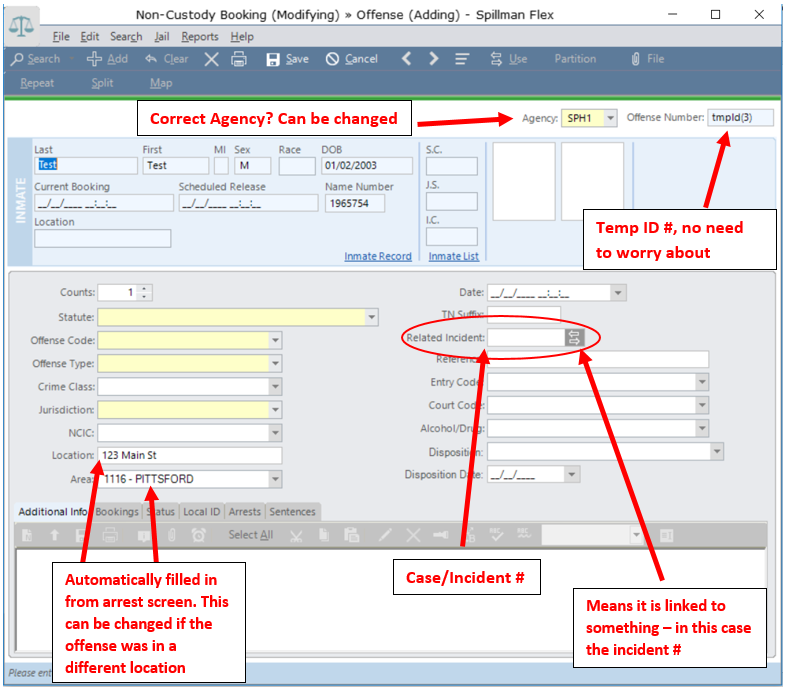 Non-Custody Booking (Modifying) » Offense (Adding) - Spillman Flex
File Edit Search Jail Reports Help
Search Add Clear Save Cancel Use Partition File
Repeat Split Map
Correct Agency? Can be changed
Agency: SPH1 Offense Number: tmpId(3)
INMATE
Last First MI Sex Race DOB S.C.
Test Test M 01/02/2003
Current Booking Scheduled Release Name Number J.S.
__/__/____ __:__:__ __/__/____ __:__:__ 1965754
Location I.C.
Inmate Record Inmate List
Temp ID #, no need
to worry about
Counts: 1 Date: __/__/____ __:__:__
Statute: TN Suffix:
Offense Code: Related Incident:
Offense Type:
Crime Class: Entry Code:
Jurisdiction: Court Code:
NCIC: Alcohol/Drug:
Location: 123 Main St Disposition:
Area: 1116 - PITTSFORD Disposition Date: __/__/____
Additional Info Bookings Status Local ID Arrests Sentences
Select All
Automatically filled in
from arrest screen. This
can be changed if the
offense was in a
different location
Case/Incident #
Means it is linked to
something – in this case
the incident #
Please